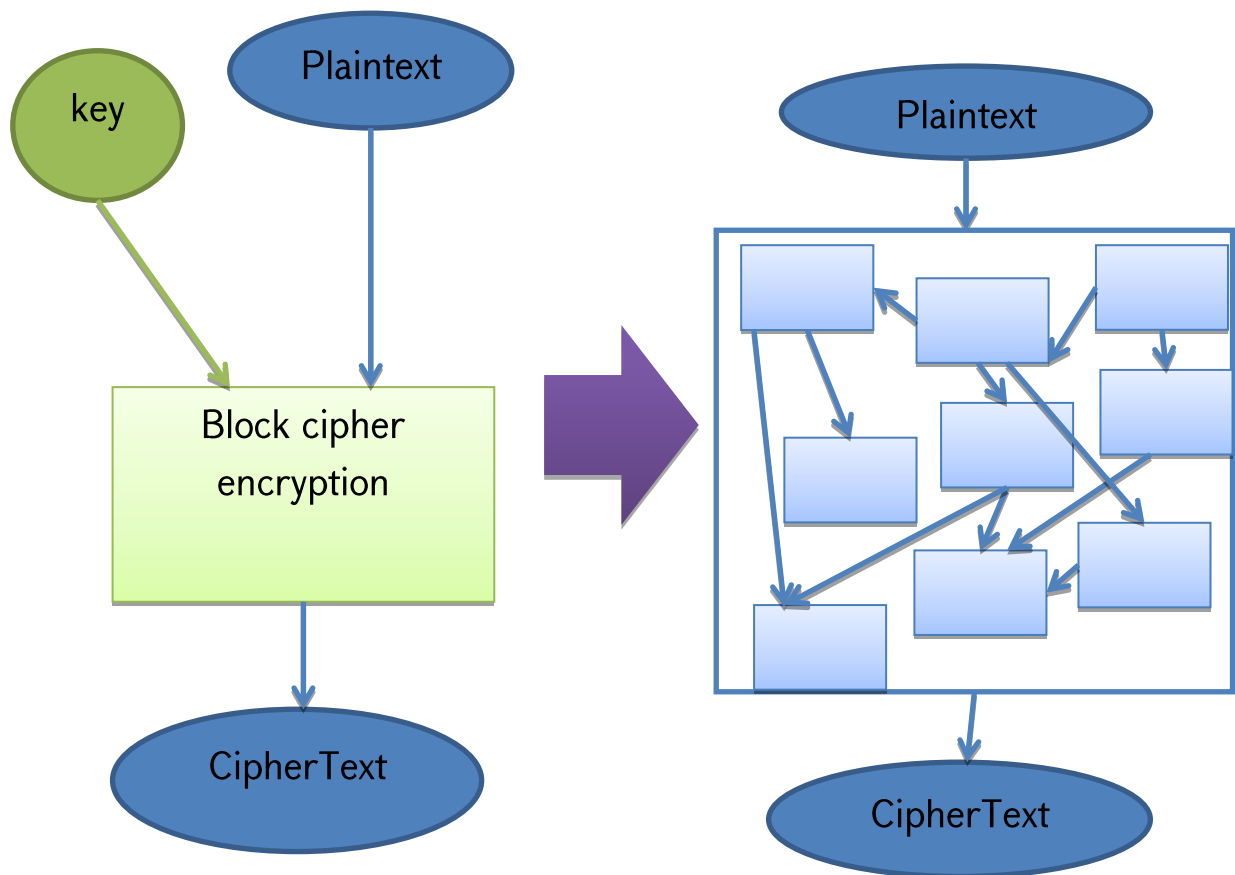 key
Plaintext
Block cipher
encryption
CipherText
Plaintext
CipherText